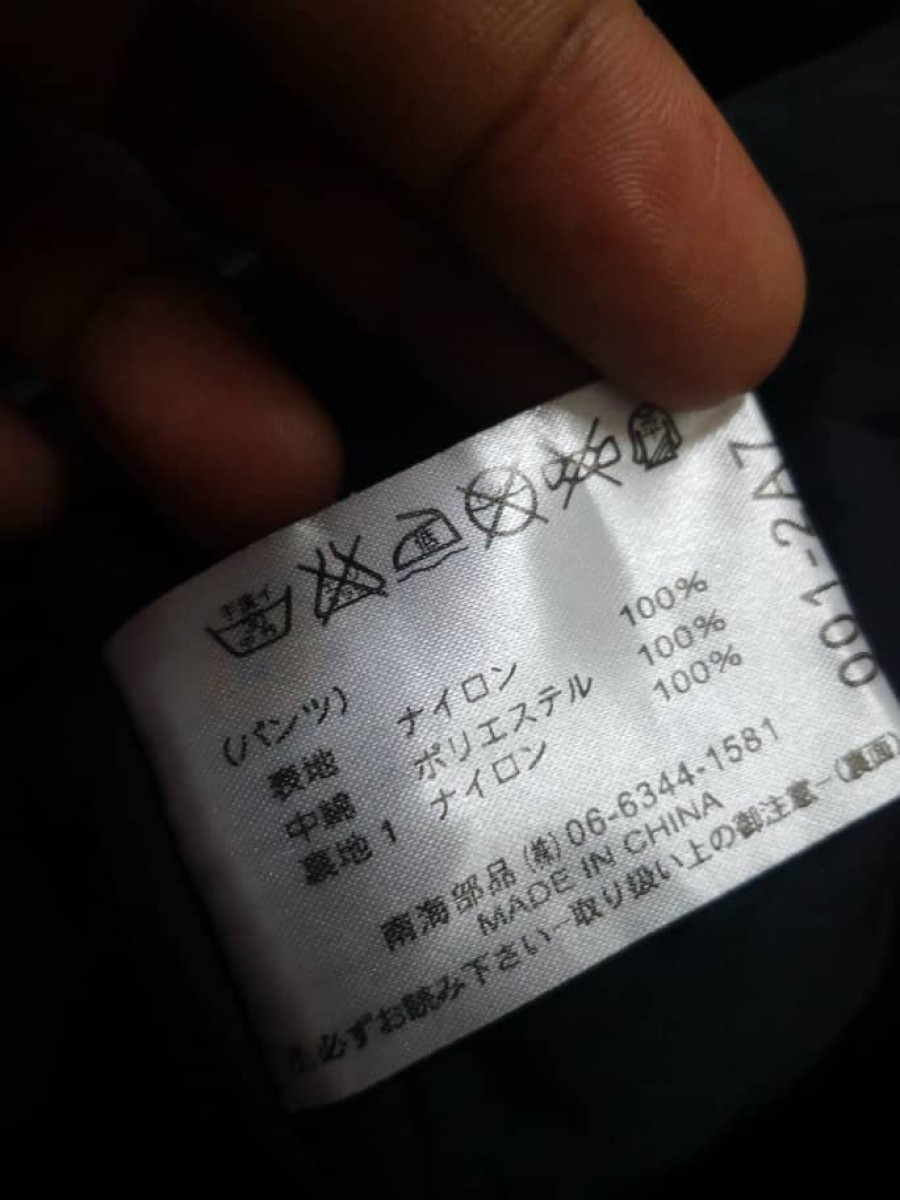 手洗イ
低
(パンツ)
表地 ナイロン 100%
中綿 ポリエステル 100%
裏地 1 ナイロン 100%
南海部品(株)06-6344-1581
MADE IN CHINA
必ずお読み下さい-取り扱い上の御注意-(裏面)
001-2A7